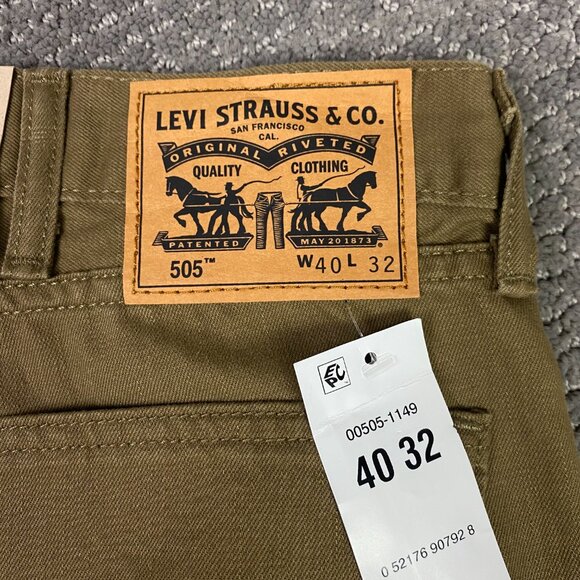 LEVI STRAUSS & CO.
SAN FRANCISCO
CAL.
ORIGINAL RIVETED
QUALITY CLOTHING
PATENTED MAY 20 1873
505™ W40 L 32
EPC
00505-1149
40 32
0 52176 90792 8